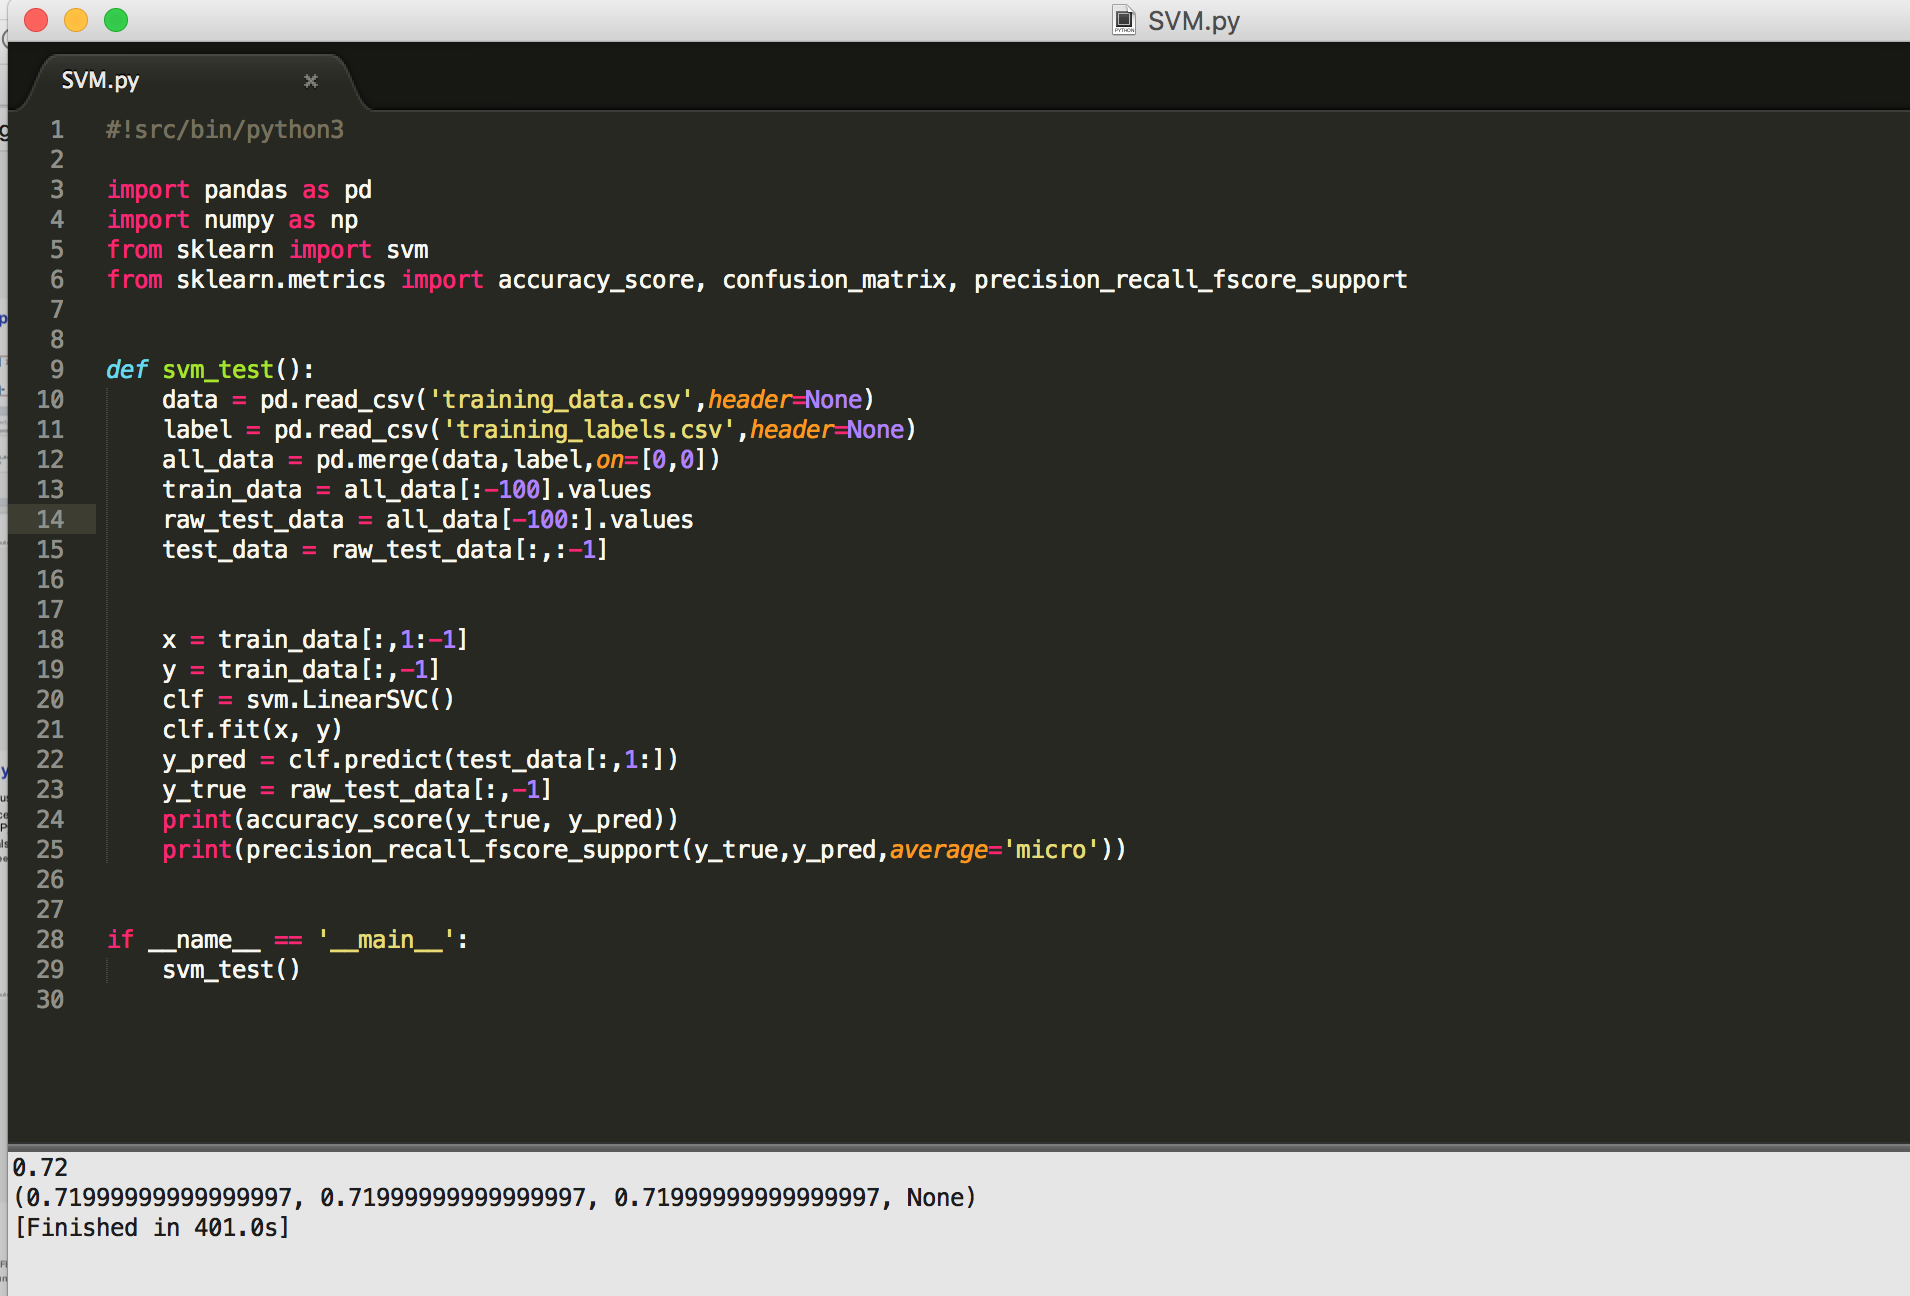 SVM.py
SVM.py
1 #!src/bin/python3
2
3 import pandas as pd
4 import numpy as np
5 from sklearn import svm
6 from sklearn.metrics import accuracy_score, confusion_matrix, precision_recall_fscore_support
7
8
9 def svm_test():
10     data = pd.read_csv('training_data.csv',header=None)
11     label = pd.read_csv('training_labels.csv',header=None)
12     all_data = pd.merge(data,label,on=[0,0])
13     train_data = all_data[:-100].values
14     raw_test_data = all_data[-100:].values
15     test_data = raw_test_data[:,:-1]
16
17
18     x = train_data[:,1:-1]
19     y = train_data[:,-1]
20     clf = svm.LinearSVC()
21     clf.fit(x, y)
22     y_pred = clf.predict(test_data[:,1:])
23     y_true = raw_test_data[:,-1]
24     print(accuracy_score(y_true, y_pred))
25     print(precision_recall_fscore_support(y_true,y_pred,average='micro'))
26
27
28 if __name__ == '__main__':
29     svm_test()
30
0.72
(0.71999999999999997, 0.71999999999999997, 0.71999999999999997, None)
[Finished in 401.0s]